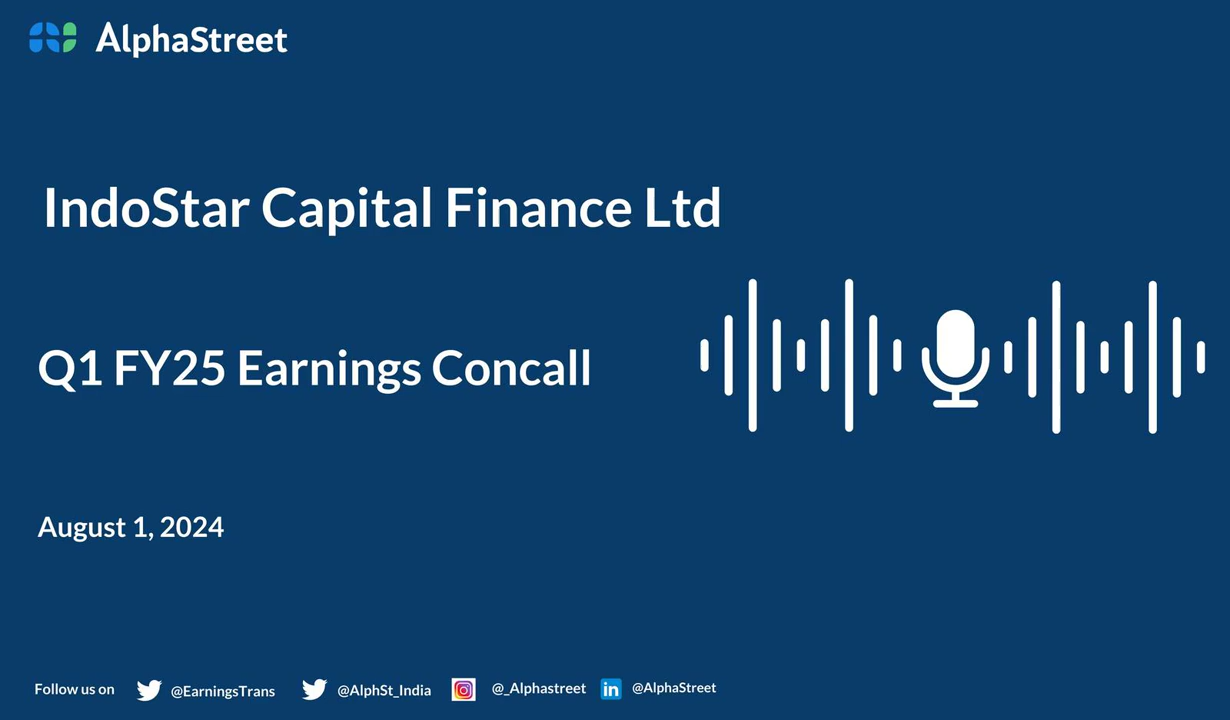 AlphaStreet
IndoStar Capital Finance Ltd
Q1 FY25 Earnings Concall
August 1, 2024
Follow us on @EarningsTrans @AlphSt_India @_Alphastreet in @AlphaStreet